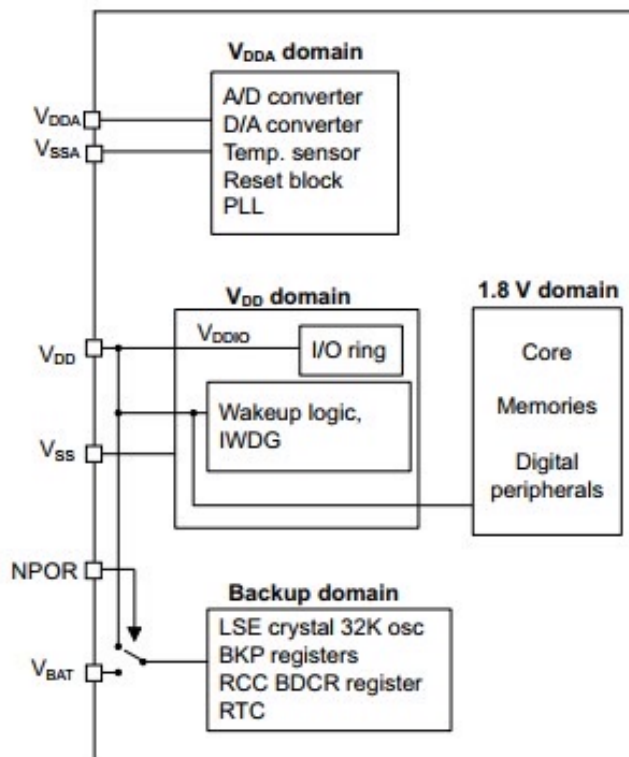 VDDA domain
VDDA
VSSA
A/D converter
D/A converter
Temp. sensor
Reset block
PLL
VDD domain
1.8 V domain
VDD
VDDIO
I/O ring
Core
Wakeup logic,
IWDG
Memories
VSS
Digital
peripherals
NPOR
Backup domain
LSE crystal 32K osc
BKP registers
RCC BDCR register
RTC
VBAT